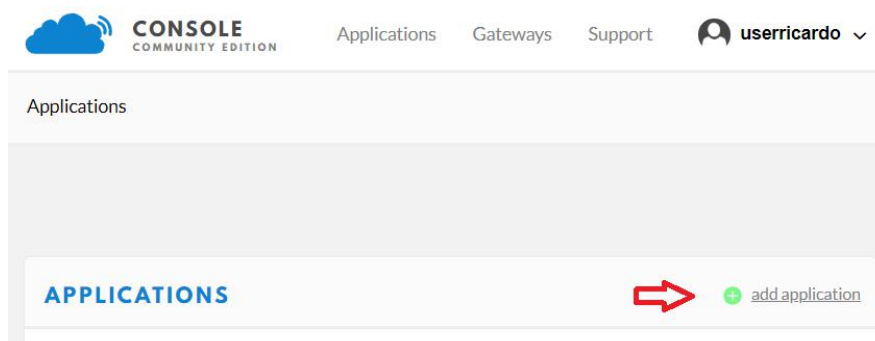 CONSOLE
COMMUNITY EDITION
Applications Gateways Support userricardo
Applications
APPLICATIONS
add application